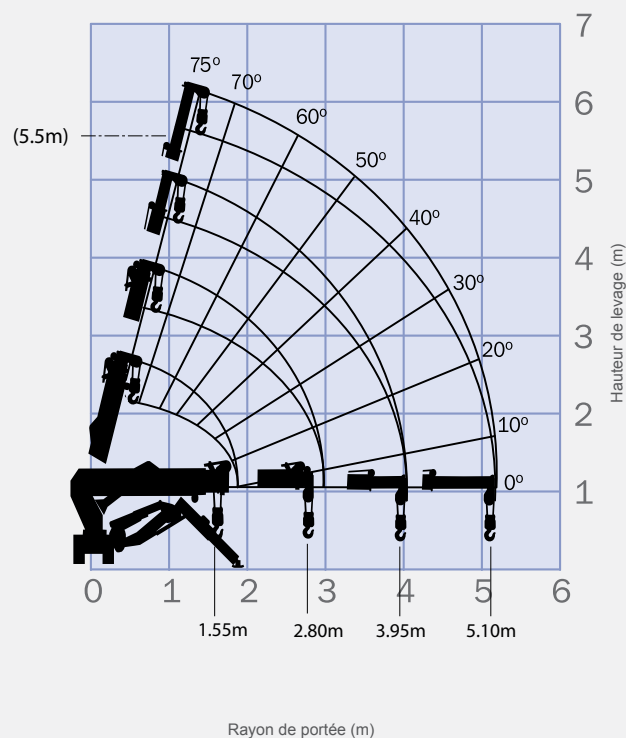 7
75º
70º
6
60º
(5.5m)
50º
5
40º
4
30º
3
20º
2
10º
0º
1
Hauteur de levage (m)
0 1 2 3 4 5 6
1.55m 2.80m 3.95m 5.10m
Rayon de portée (m)